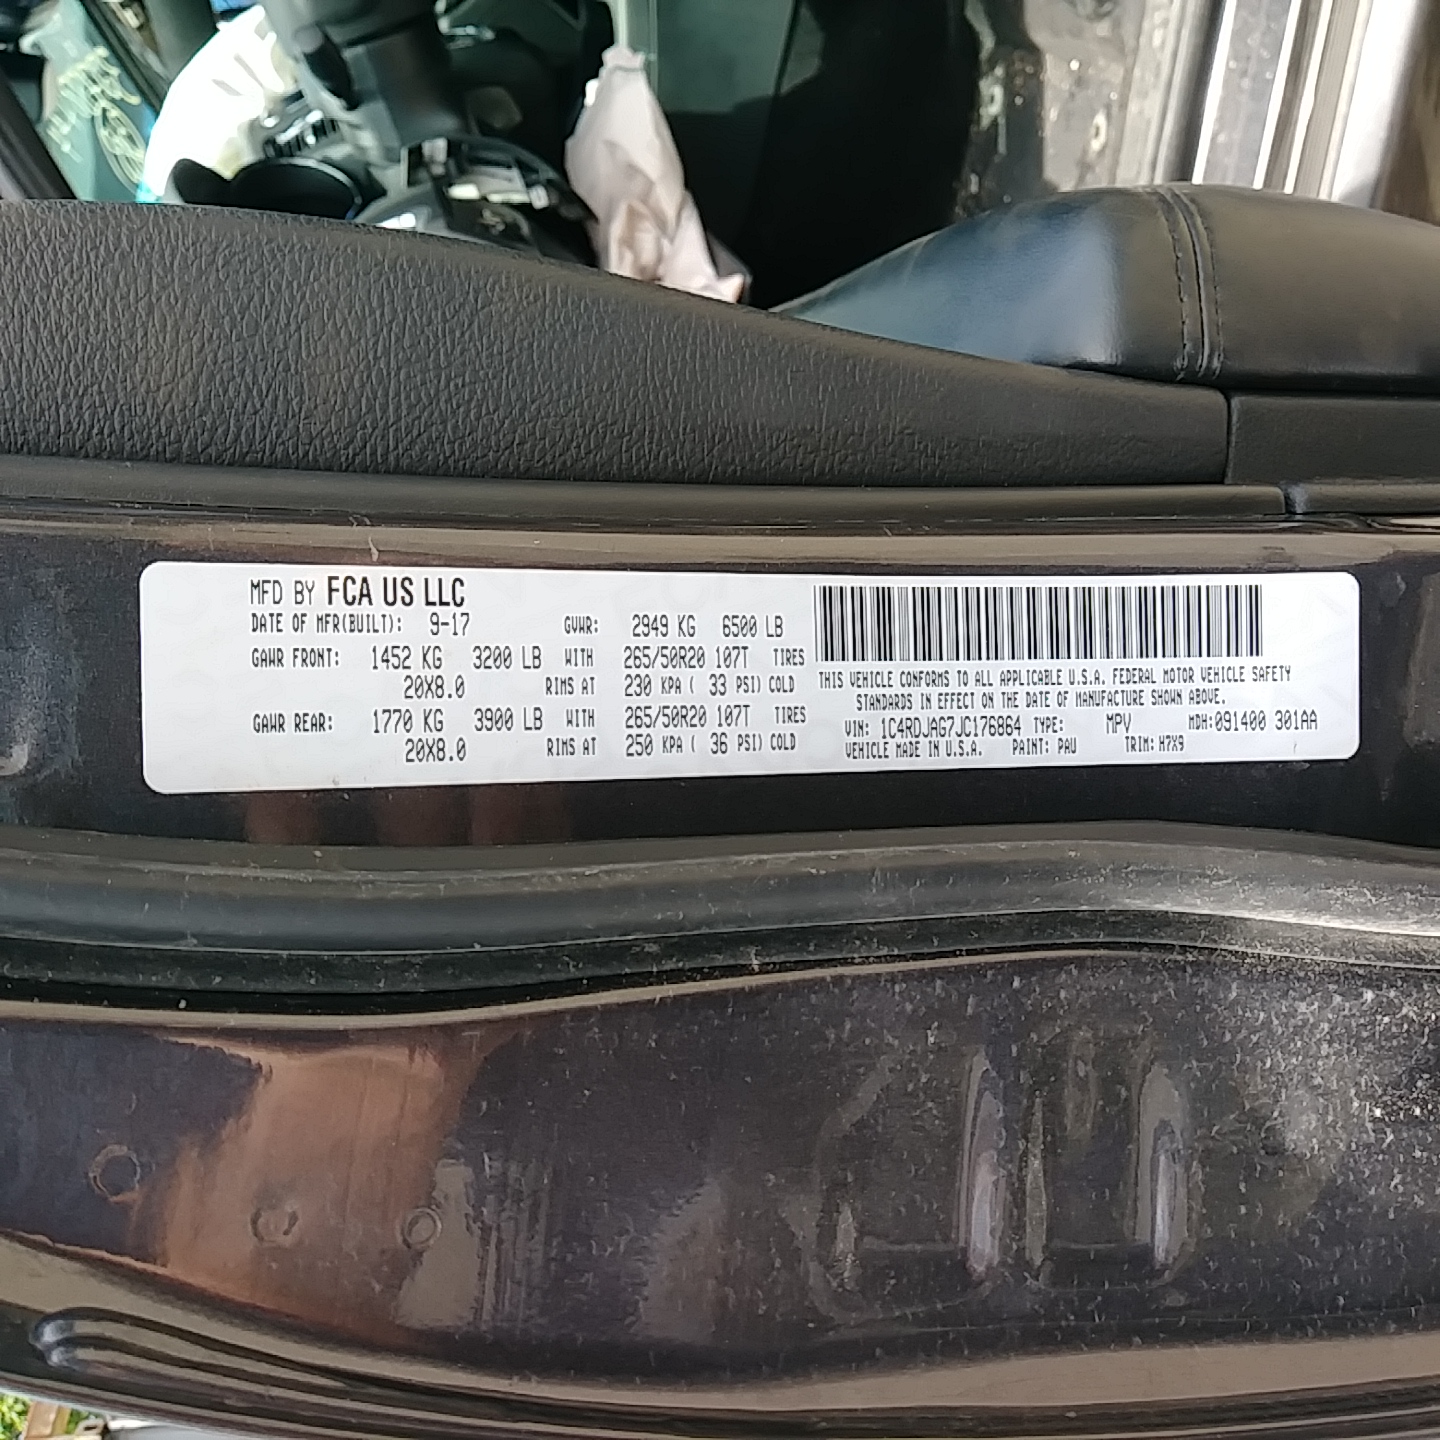 MFD BY FCA US LLC
DATE OF MFR(BUILT): 9-17 GVWR: 2949 KG 6500 LB
GAWR FRONT: 1452 KG 3200 LB WITH 265/50R20 107T TIRES
20X8.0 RIMS AT 230 KPA ( 33 PSI) COLD
GAWR REAR: 1770 KG 3900 LB WITH 265/50R20 107T TIRES
20X8.0 RIMS AT 250 KPA ( 36 PSI) COLD
THIS VEHICLE CONFORMS TO ALL APPLICABLE U.S.A. FEDERAL MOTOR VEHICLE SAFETY
STANDARDS IN EFFECT ON THE DATE OF MANUFACTURE SHOWN ABOVE.
VIN: 1C4RDJAG7JC176864 TYPE: MPV MDH:091400 301AA
VEHICLE MADE IN U.S.A. PAINT: PAU TRIM: H7X9